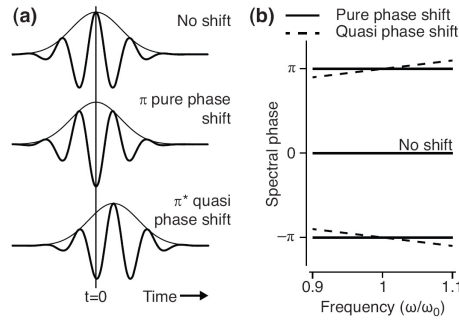 (a)
No shift
π pure phase
shift
π* quasi
phase shift
t=0
Time
(b)
Pure phase shift
Quasi phase shift
Spectral phase
π
0
−π
No shift
0.9
1
1.1
Frequency (ω/ω₀)